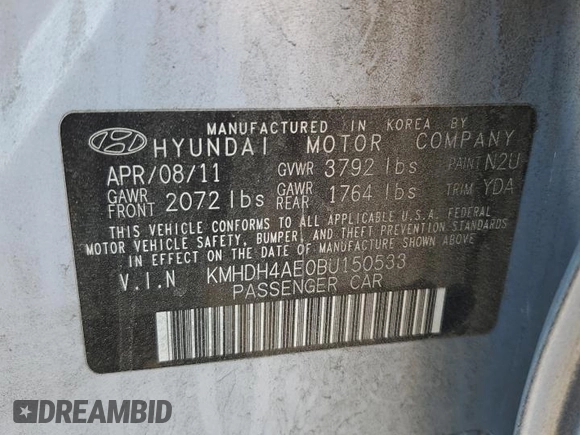 MANUFACTURED IN KOREA BY
HYUNDAI MOTOR COMPANY
APR/08/11 GVWR 3792 lbs PAINT N2U
GAWR FRONT 2072 lbs GAWR REAR 1764 lbs TRIM YDA
THIS VEHICLE CONFORMS TO ALL APPLICABLE U.S.A. FEDERAL
MOTOR VEHICLE SAFETY, BUMPER, AND THEFT PREVENTION STANDARDS
IN EFFECT ON THE DATE OF MANUFACTURE SHOWN ABOVE
V.I.N KMHDH4AE0BU150533
PASSENGER CAR
DREAMBID